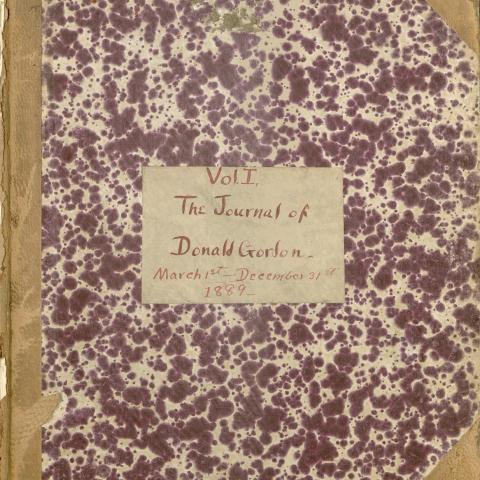 Vol. I.
The Journal of
Donald Gordon.
March 1st – December 31st
1889 –